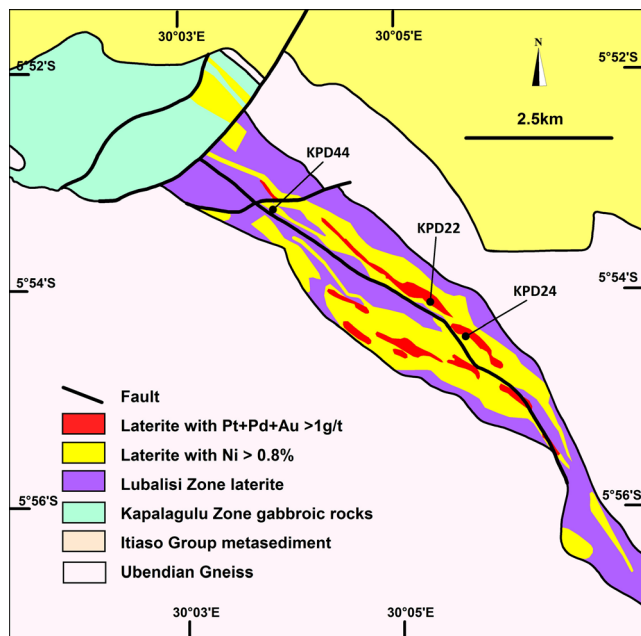 30°03'E
30°05'E
5°52'S
N
5°52'S
2.5km
KPD44
KPD22
5°54'S
5°54'S
KPD24
Fault
Laterite with Pt+Pd+Au >1g/t
Laterite with Ni > 0.8%
Lubalisi Zone laterite
5°56'S
5°56'S
Kapalagulu Zone gabbroic rocks
Itiaso Group metasediment
Ubendian Gneiss
30°03'E
30°05'E